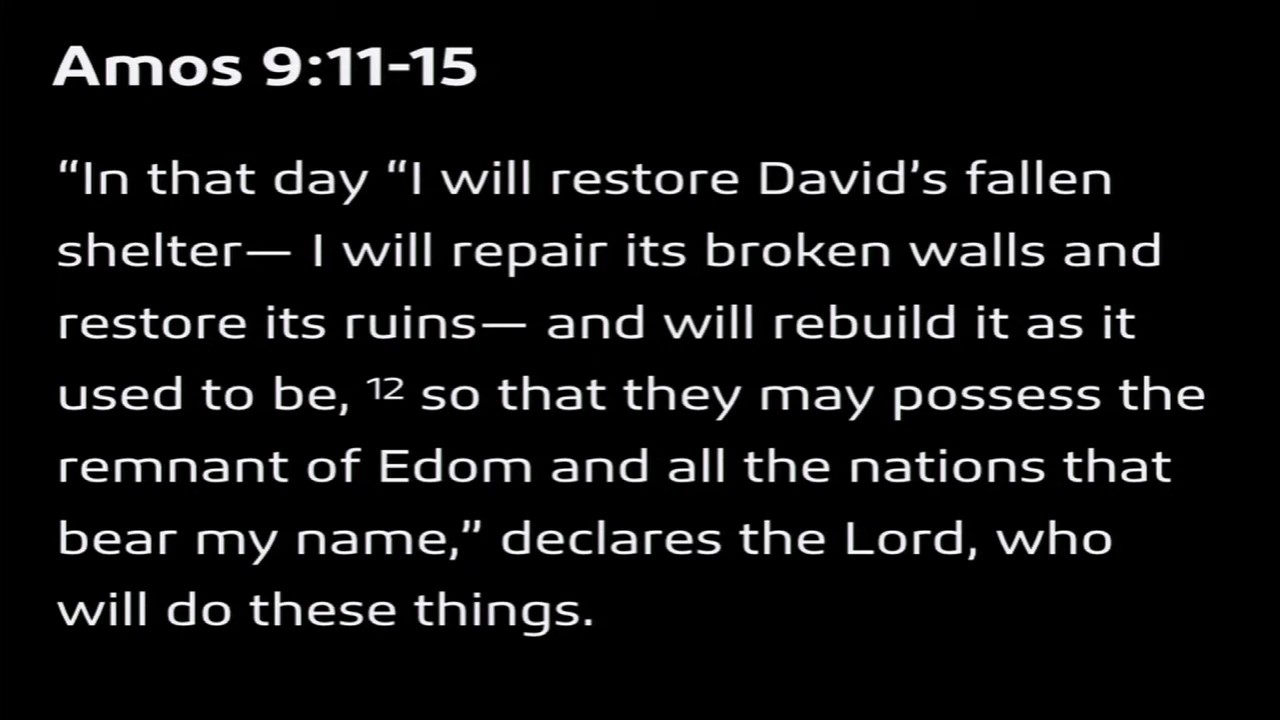 Amos 9:11-15
“In that day “I will restore David’s fallen
shelter— I will repair its broken walls and
restore its ruins— and will rebuild it as it
used to be, ¹² so that they may possess the
remnant of Edom and all the nations that
bear my name,” declares the Lord, who
will do these things.